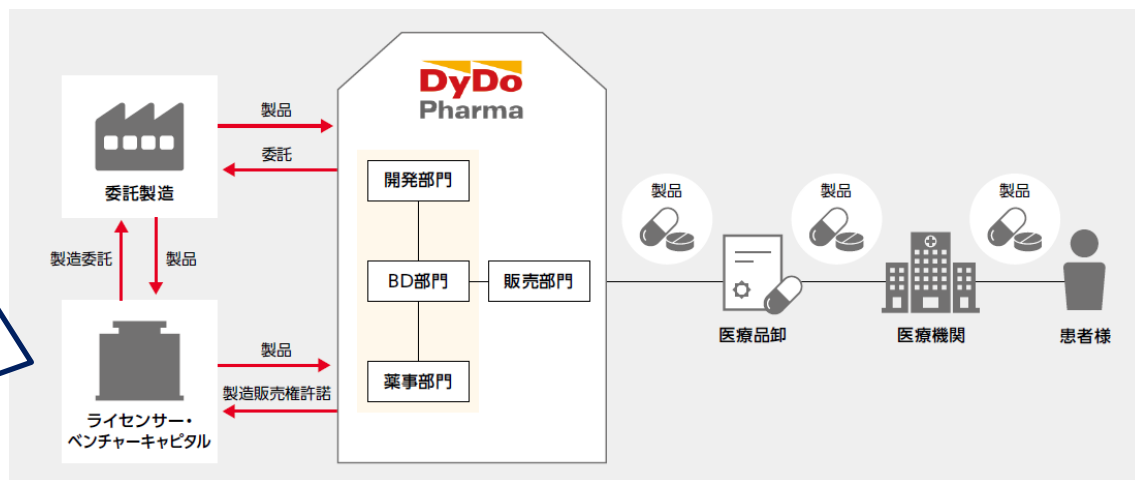 DyDo
Pharma
製品
委託
委託製造
製造委託
製品
製品
製造販売権許諾
ライセンサー・
ベンチャーキャピタル
開発部門
BD部門
販売部門
薬事部門
製品
製品
製品
医療品卸
医療機関
患者様